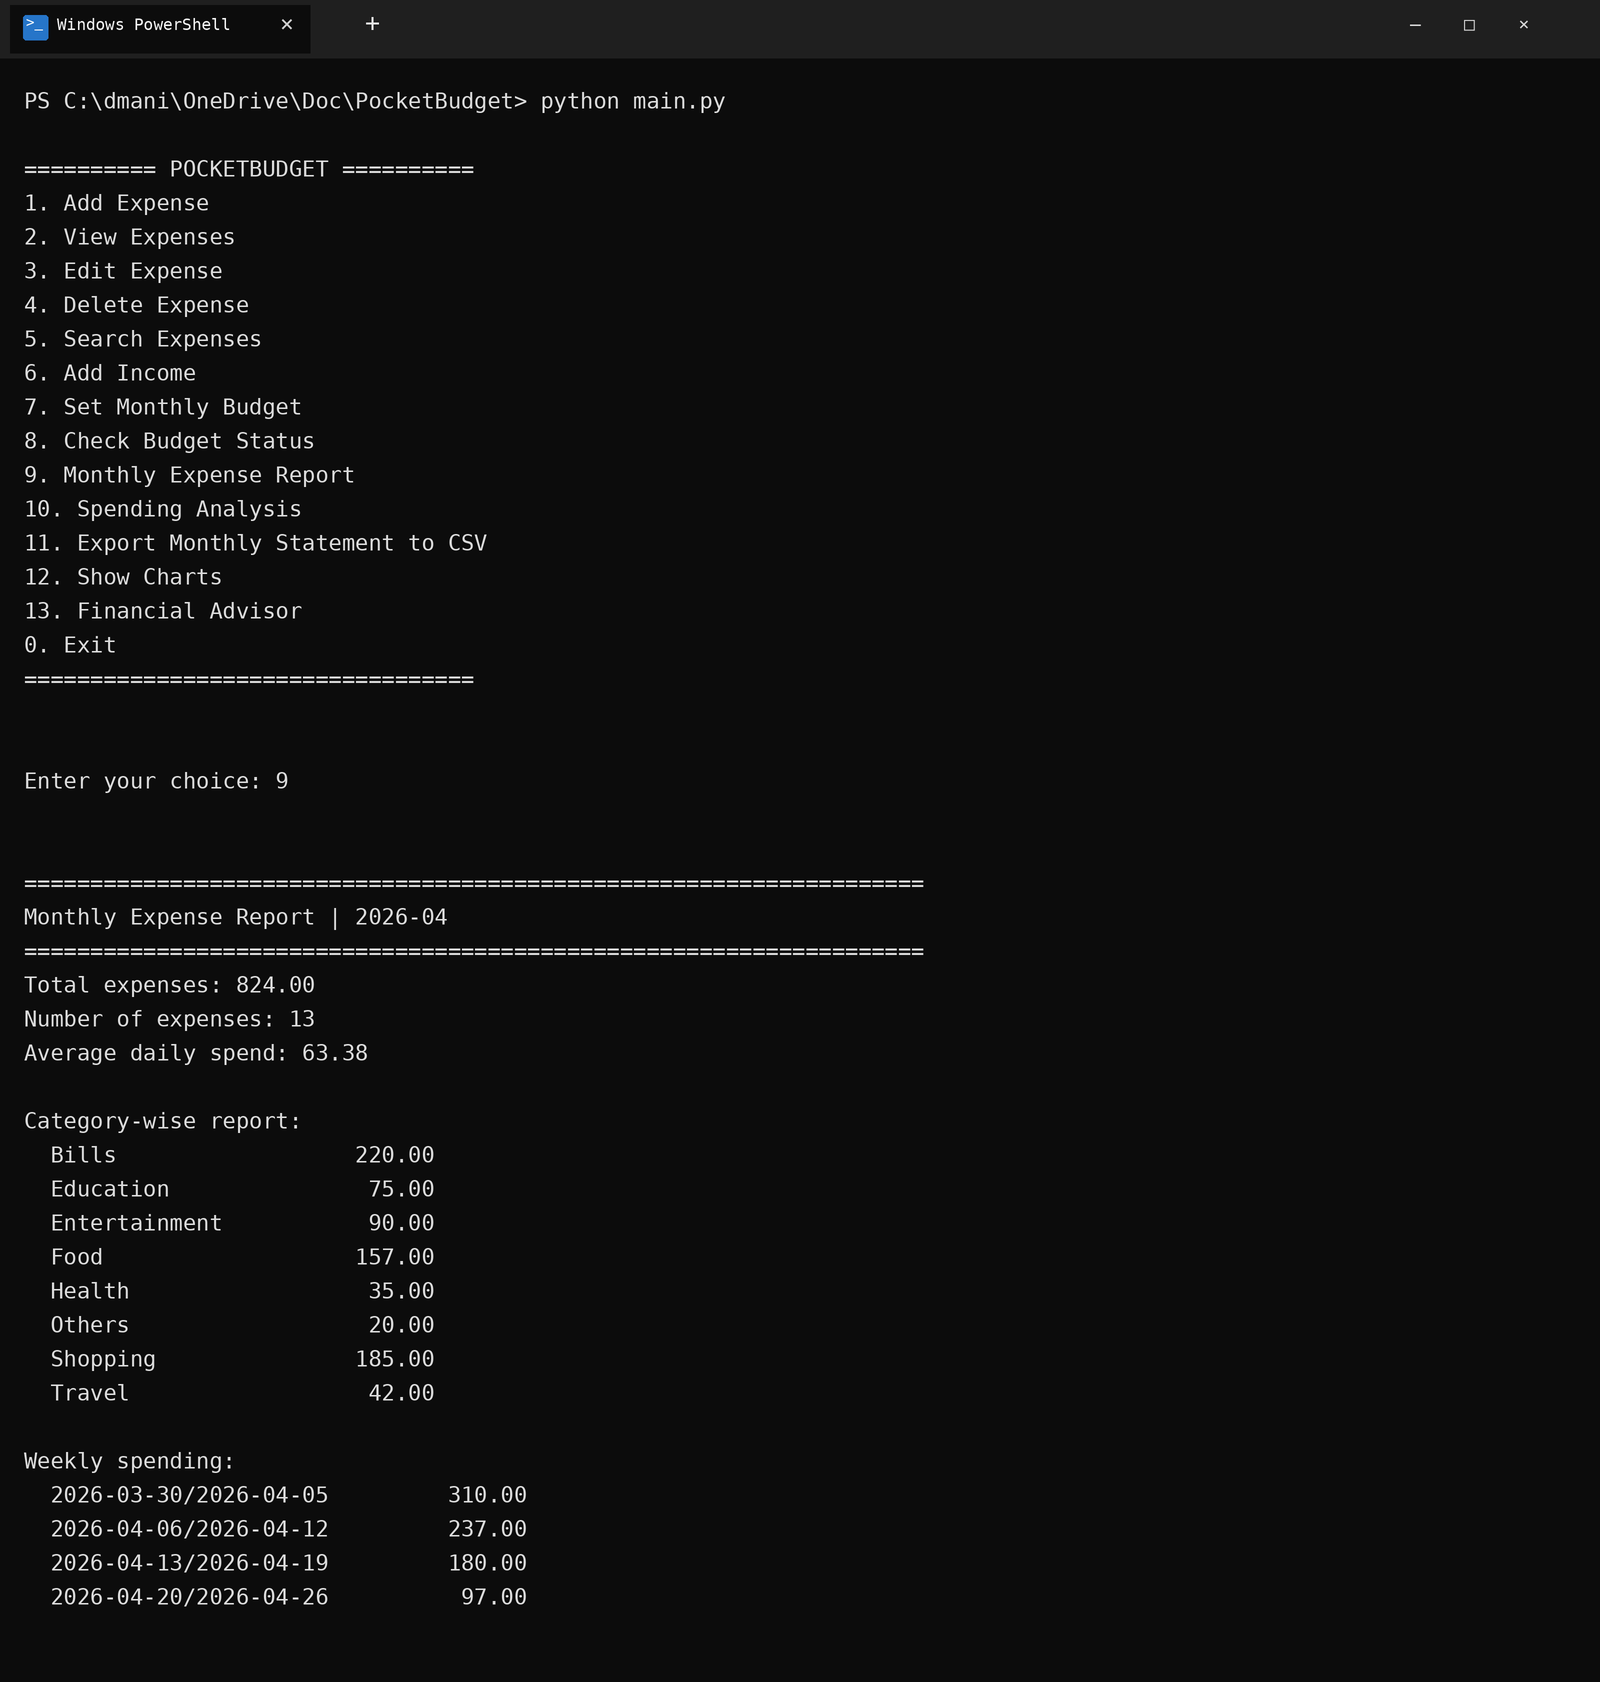 Windows PowerShell
PS C:\dmani\OneDrive\Doc\PocketBudget> python main.py
========== POCKETBUDGET ==========
1. Add Expense
2. View Expenses
3. Edit Expense
4. Delete Expense
5. Search Expenses
6. Add Income
7. Set Monthly Budget
8. Check Budget Status
9. Monthly Expense Report
10. Spending Analysis
11. Export Monthly Statement to CSV
12. Show Charts
13. Financial Advisor
0. Exit
==================================
Enter your choice: 9
====================================================================
Monthly Expense Report | 2026-04
====================================================================
Total expenses: 824.00
Number of expenses: 13
Average daily spend: 63.38
Category-wise report:
  Bills                  220.00
  Education               75.00
  Entertainment           90.00
  Food                   157.00
  Health                  35.00
  Others                  20.00
  Shopping               185.00
  Travel                  42.00
Weekly spending:
  2026-03-30/2026-04-05         310.00
  2026-04-06/2026-04-12         237.00
  2026-04-13/2026-04-19         180.00
  2026-04-20/2026-04-26          97.00